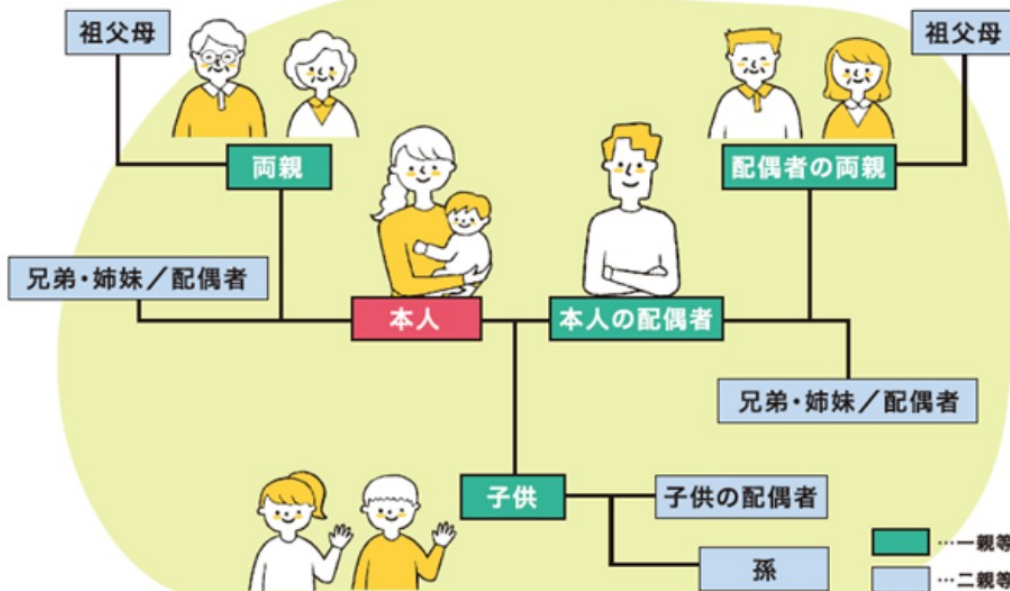 祖父母
祖父母
両親
配偶者の両親
兄弟・姉妹／配偶者
本人
本人の配偶者
兄弟・姉妹／配偶者
子供
子供の配偶者
孫
…一親等
…二親等